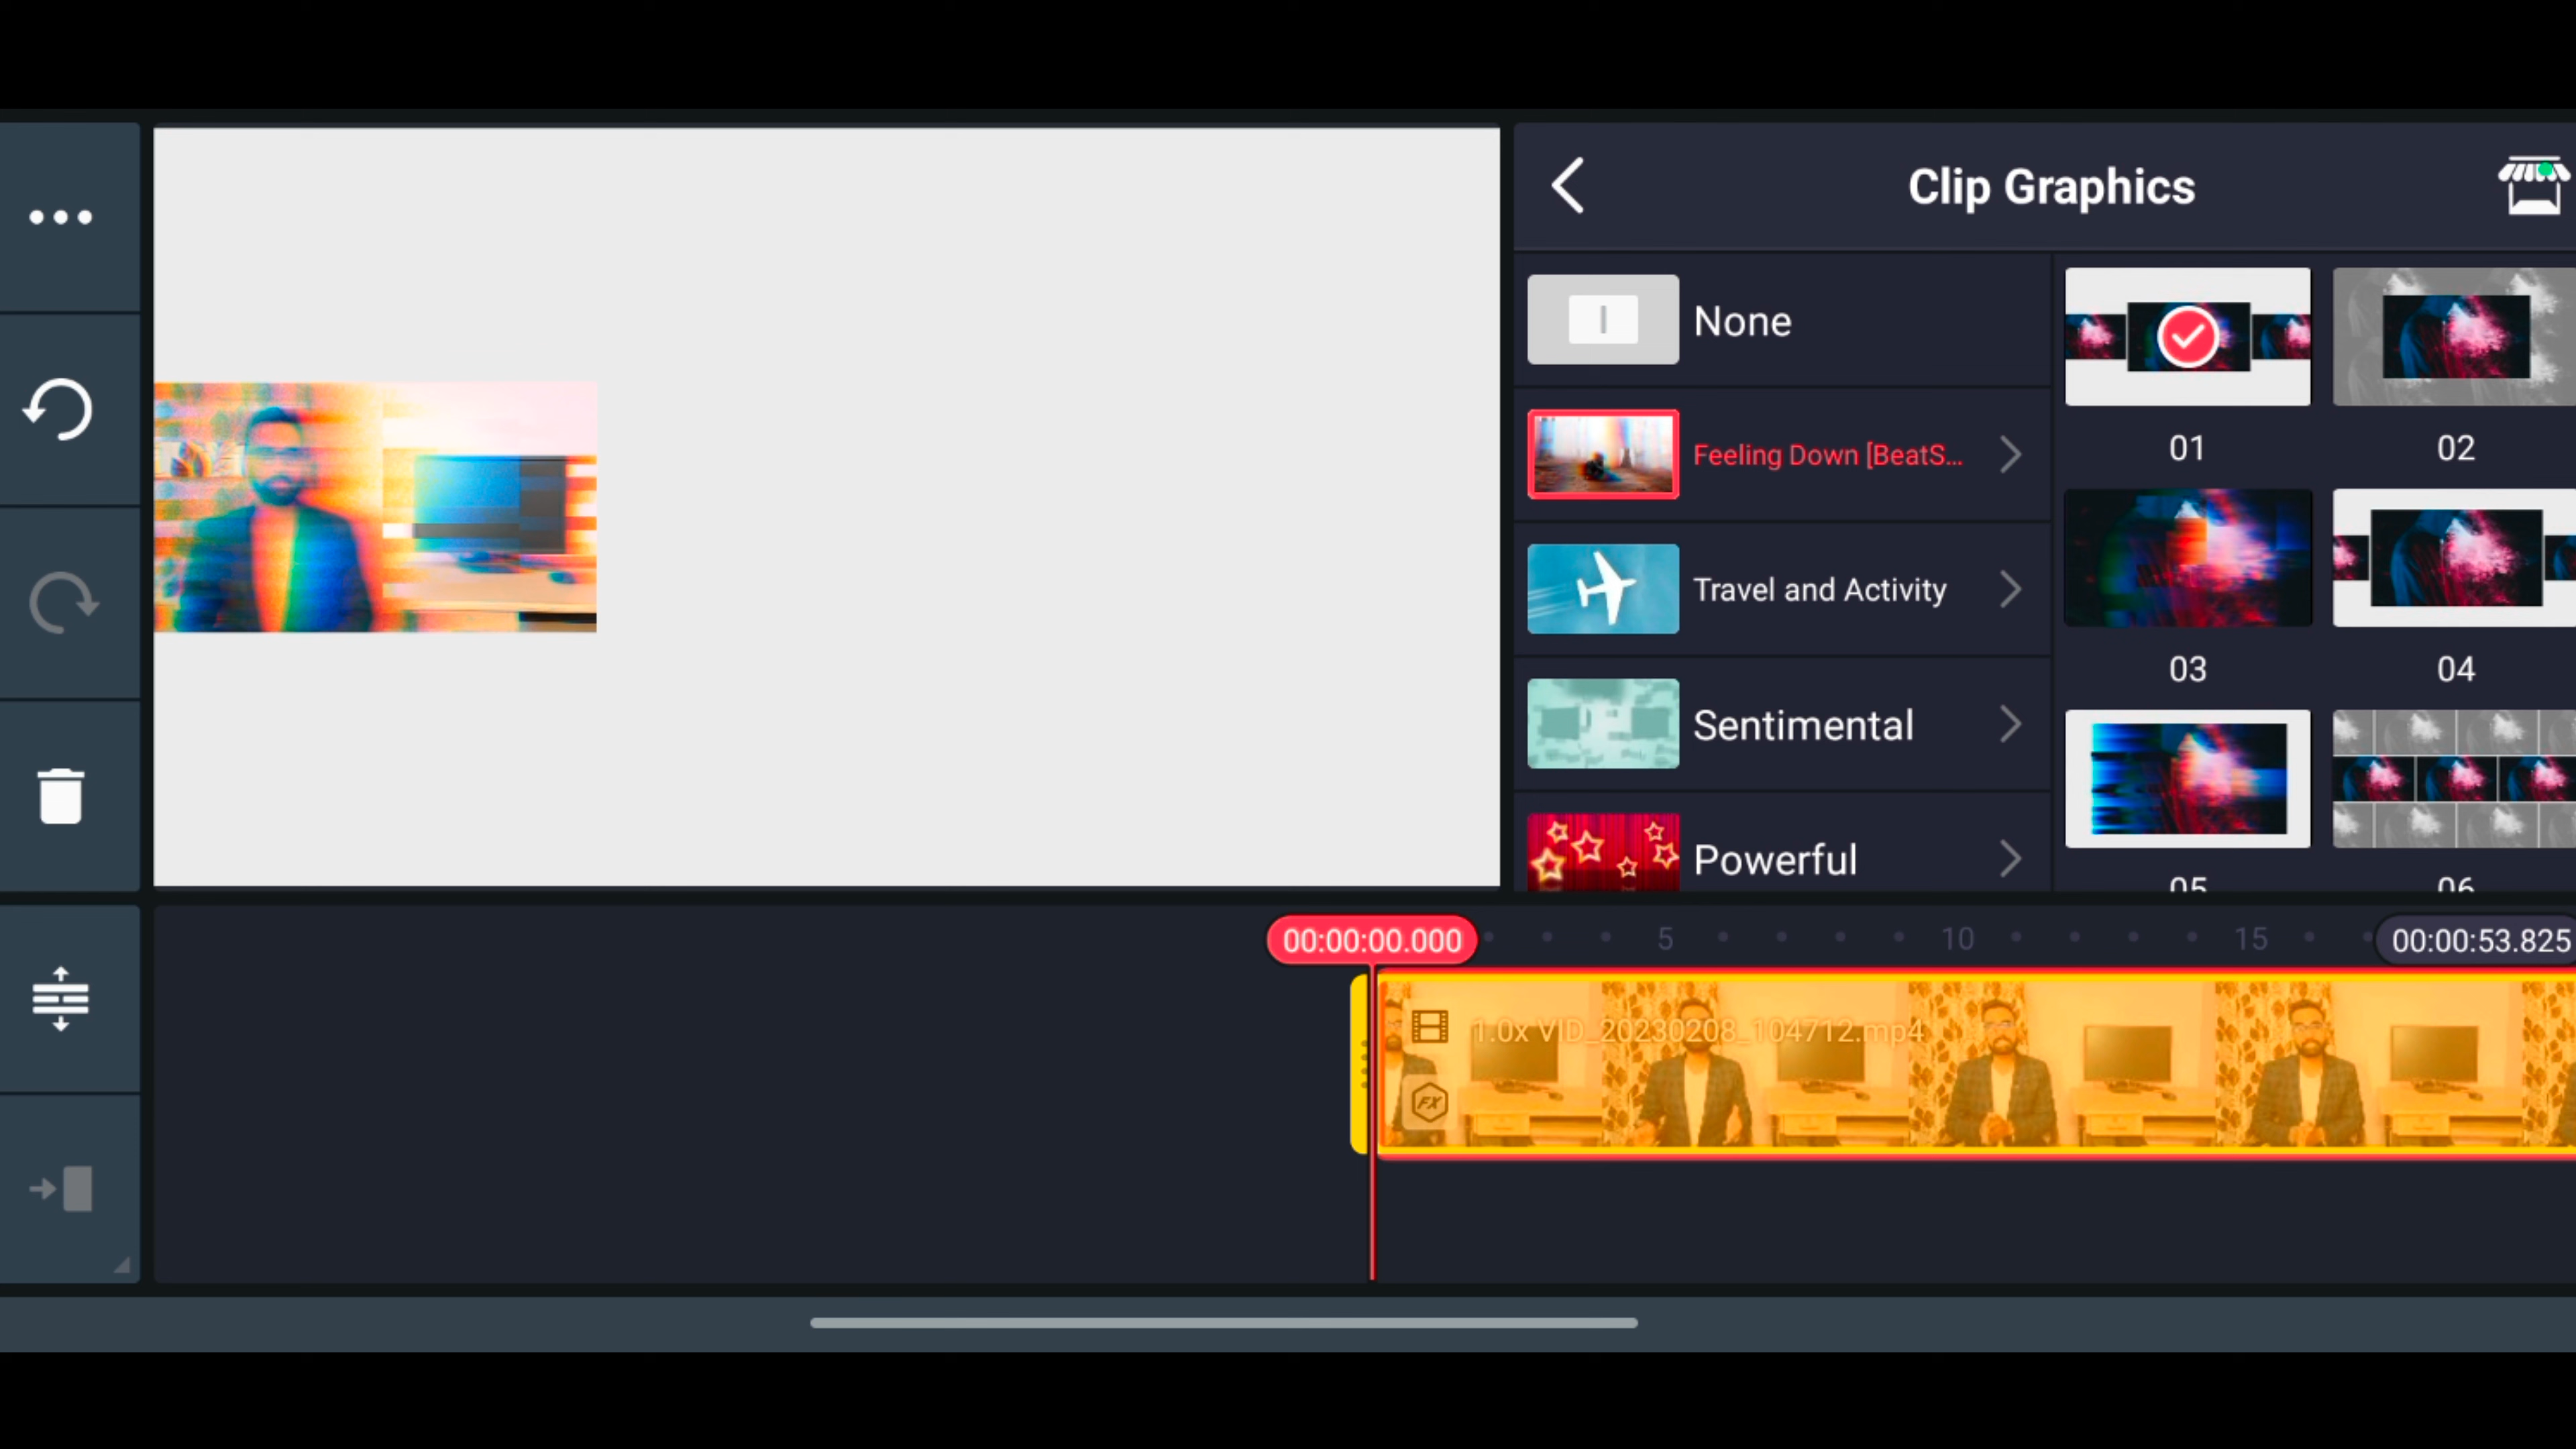 Clip Graphics
None
Feeling Down [BeatS...
Travel and Activity
Sentimental
Powerful
01
02
03
04
05
06
00:00:00.000
5
10
15
00:00:53.825
1.0x VID_20230208_104712.mp4
FX